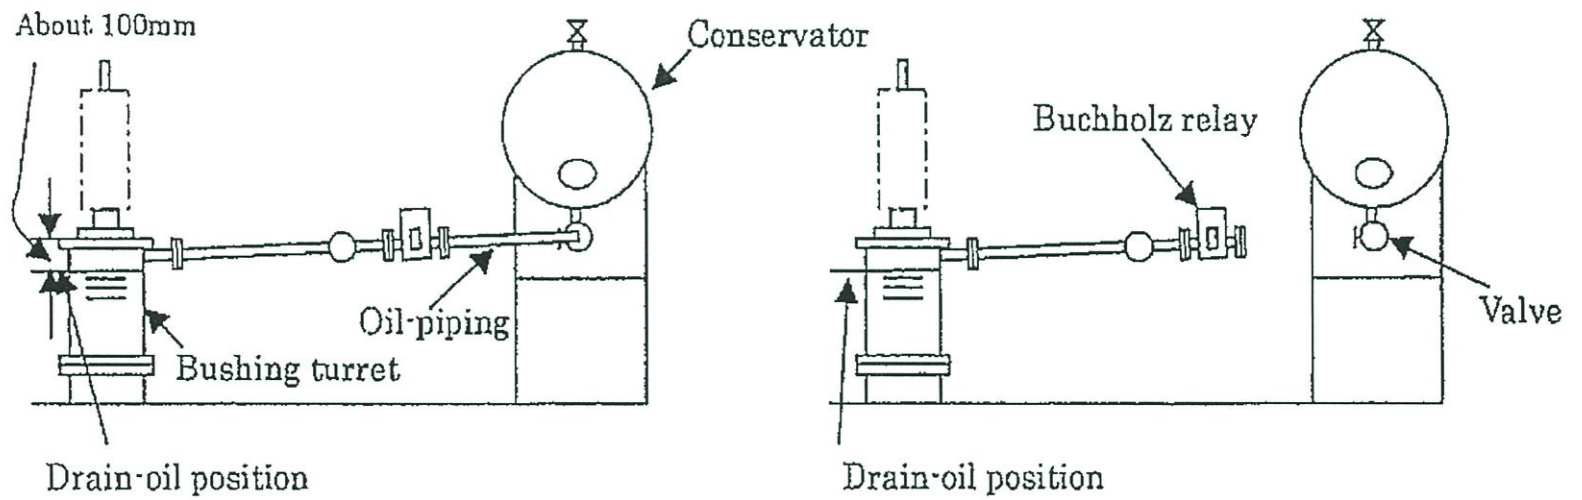 About 100mm
Conservator
Oil-piping
Bushing turret
Drain-oil position
Buchholz relay
Valve
Drain-oil position